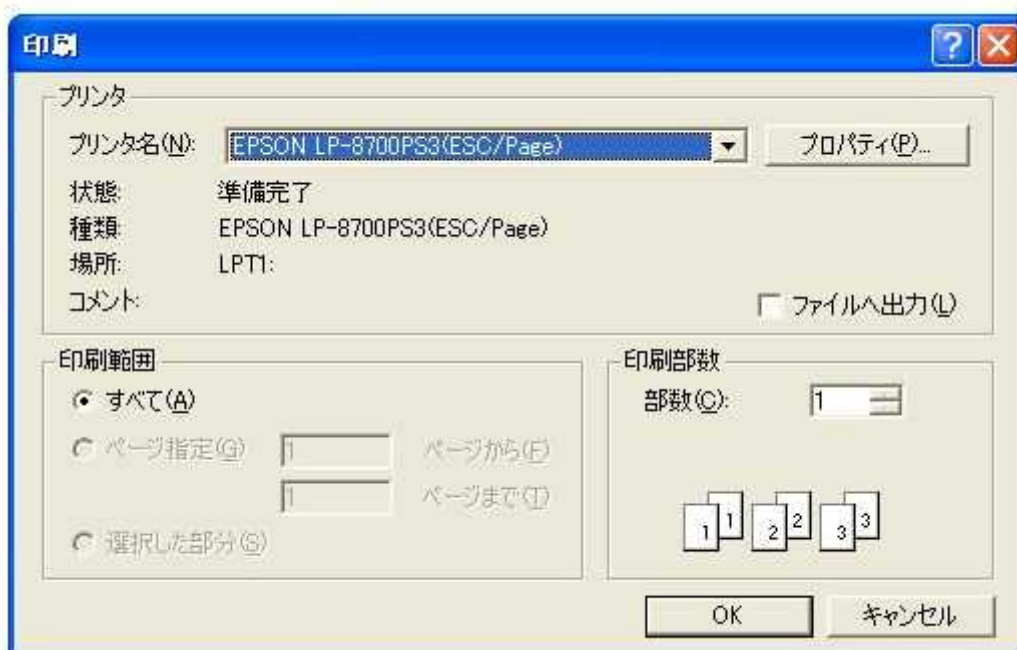 印刷
プリンタ
プリンタ名(N): EPSON LP-8700PS3(ESC/Page) プロパティ(P)...
状態: 準備完了
種類: EPSON LP-8700PS3(ESC/Page)
場所: LPT1:
コメント: ファイルへ出力(L)
印刷範囲
すべて(A)
ページ指定(G) 1 ページから(F)
1 ページまで(T)
選択した部分(S)
印刷部数
部数(C): 1
1 1 2 2 3 3
OK キャンセル